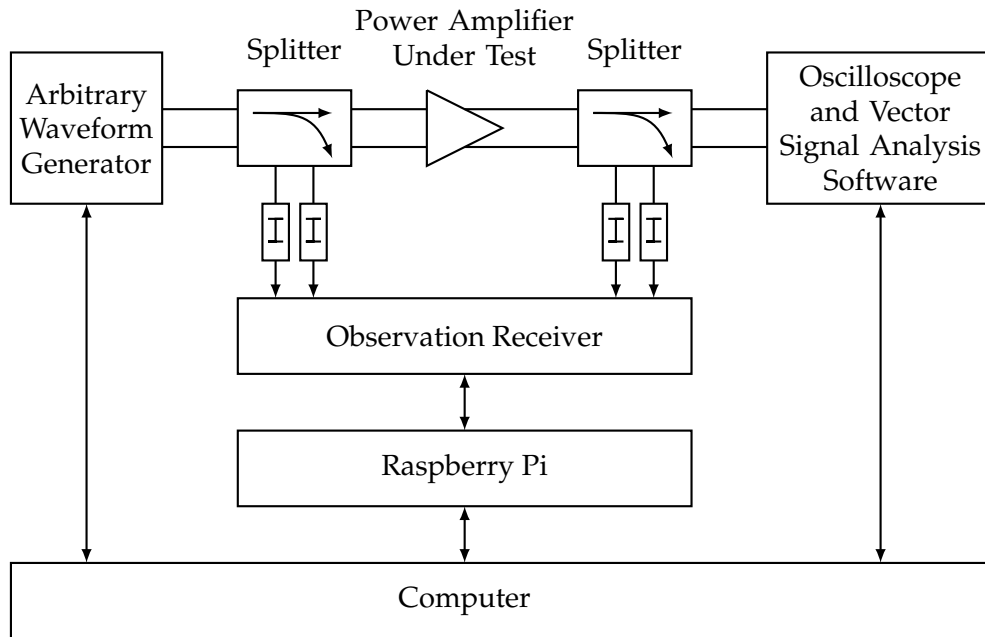 Power Amplifier
Under Test
Splitter
Splitter
Arbitrary
Waveform
Generator
Oscilloscope
and Vector
Signal Analysis
Software
Observation Receiver
Raspberry Pi
Computer